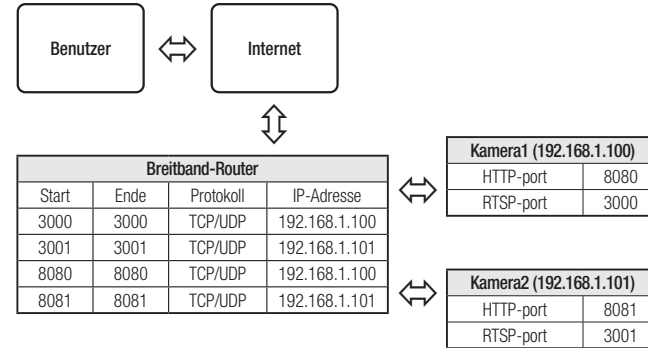 Benutzer
Internet
Breitband-Router
Start Ende Protokoll IP-Adresse
3000 3000 TCP/UDP 192.168.1.100
3001 3001 TCP/UDP 192.168.1.101
8080 8080 TCP/UDP 192.168.1.100
8081 8081 TCP/UDP 192.168.1.101
Kamera1 (192.168.1.100)
HTTP-port 8080
RTSP-port 3000
Kamera2 (192.168.1.101)
HTTP-port 8081
RTSP-port 3001